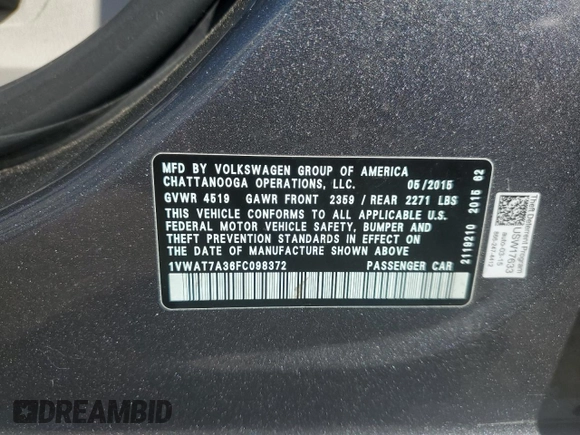 MFD BY VOLKSWAGEN GROUP OF AMERICA
CHATTANOOGA OPERATIONS, LLC. 05/2015
GVWR 4519 GAWR FRONT 2359 / REAR 2271 LBS
THIS VEHICLE CONFORMS TO ALL APPLICABLE U.S.
FEDERAL MOTOR VEHICLE SAFETY, BUMPER AND
THEFT PREVENTION STANDARDS IN EFFECT ON THE
DATE OF MANUFACTURE SHOWN ABOVE
1VWAT7A36FC098372 PASSENGER CAR
2119210 2015 62
Theft Deterrent Program
USW17633
DREAMBID